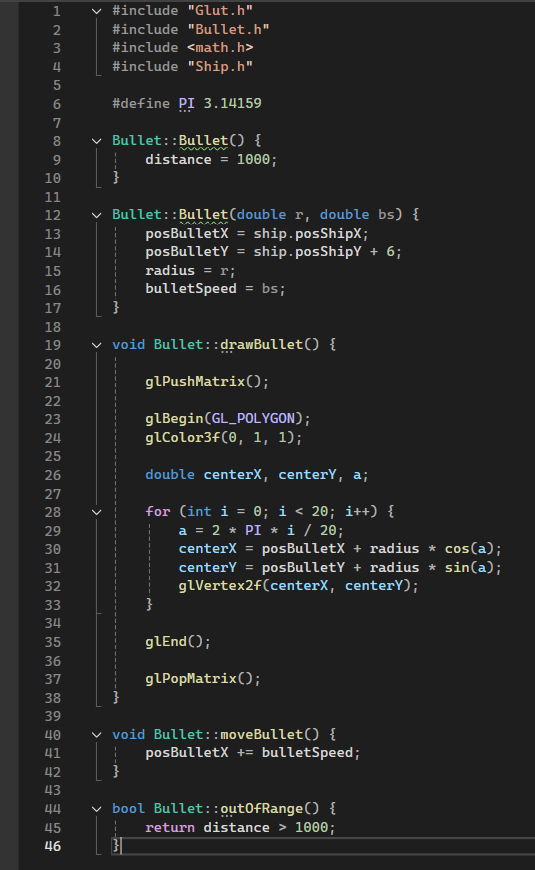 1 #include "Glut.h"
2 #include "Bullet.h"
3 #include <math.h>
4 #include "Ship.h"
5
6 #define PI 3.14159
7
8 Bullet::Bullet() {
9 distance = 1000;
10 }
11
12 Bullet::Bullet(double r, double bs) {
13 posBulletX = ship.posShipX;
14 posBulletY = ship.posShipY + 6;
15 radius = r;
16 bulletSpeed = bs;
17 }
18
19 void Bullet::drawBullet() {
20
21 glPushMatrix();
22
23 glBegin(GL_POLYGON);
24 glColor3f(0, 1, 1);
25
26 double centerX, centerY, a;
27
28 for (int i = 0; i < 20; i++) {
29 a = 2 * PI * i / 20;
30 centerX = posBulletX + radius * cos(a);
31 centerY = posBulletY + radius * sin(a);
32 glVertex2f(centerX, centerY);
33 }
34
35 glEnd();
36
37 glPopMatrix();
38 }
39
40 void Bullet::moveBullet() {
41 posBulletX += bulletSpeed;
42 }
43
44 bool Bullet::outOfRange() {
45 return distance > 1000;
46 }